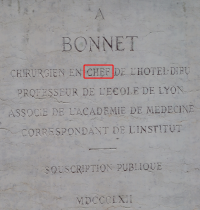 A
BONNET
CHIRURGIEN EN CHEF DE L'HOTEL-DIEU
PROFESSEUR DE L'ECOLE DE LYON
ASSOCIE DE L'ACADEMIE DE MEDECINE
CORRESPONDANT DE L'INSTITUT
SOUSCRIPTION PUBLIQUE
MDCCCLXII